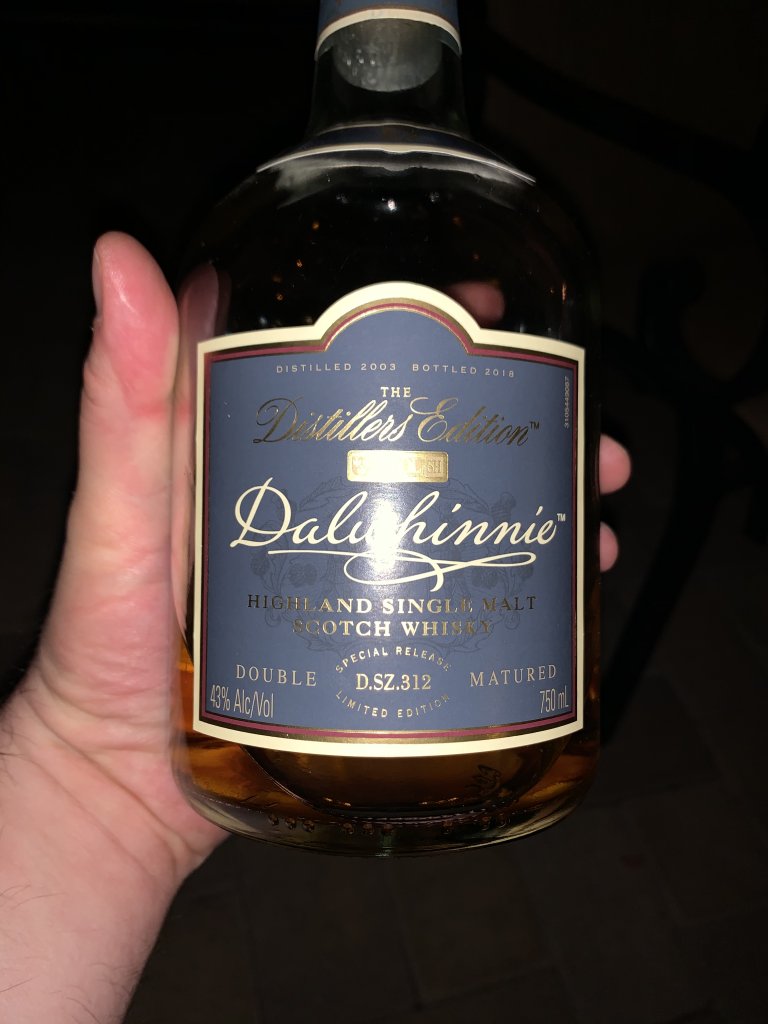 DISTILLED 2003 BOTTLED 2018
THE
Distillers Edition™
Dalwhinnie™
HIGHLAND SINGLE MALT
SCOTCH WHISKY
SPECIAL RELEASE
DOUBLE D.SZ.312 MATURED
LIMITED EDITION
43% Alc/Vol 750 mL